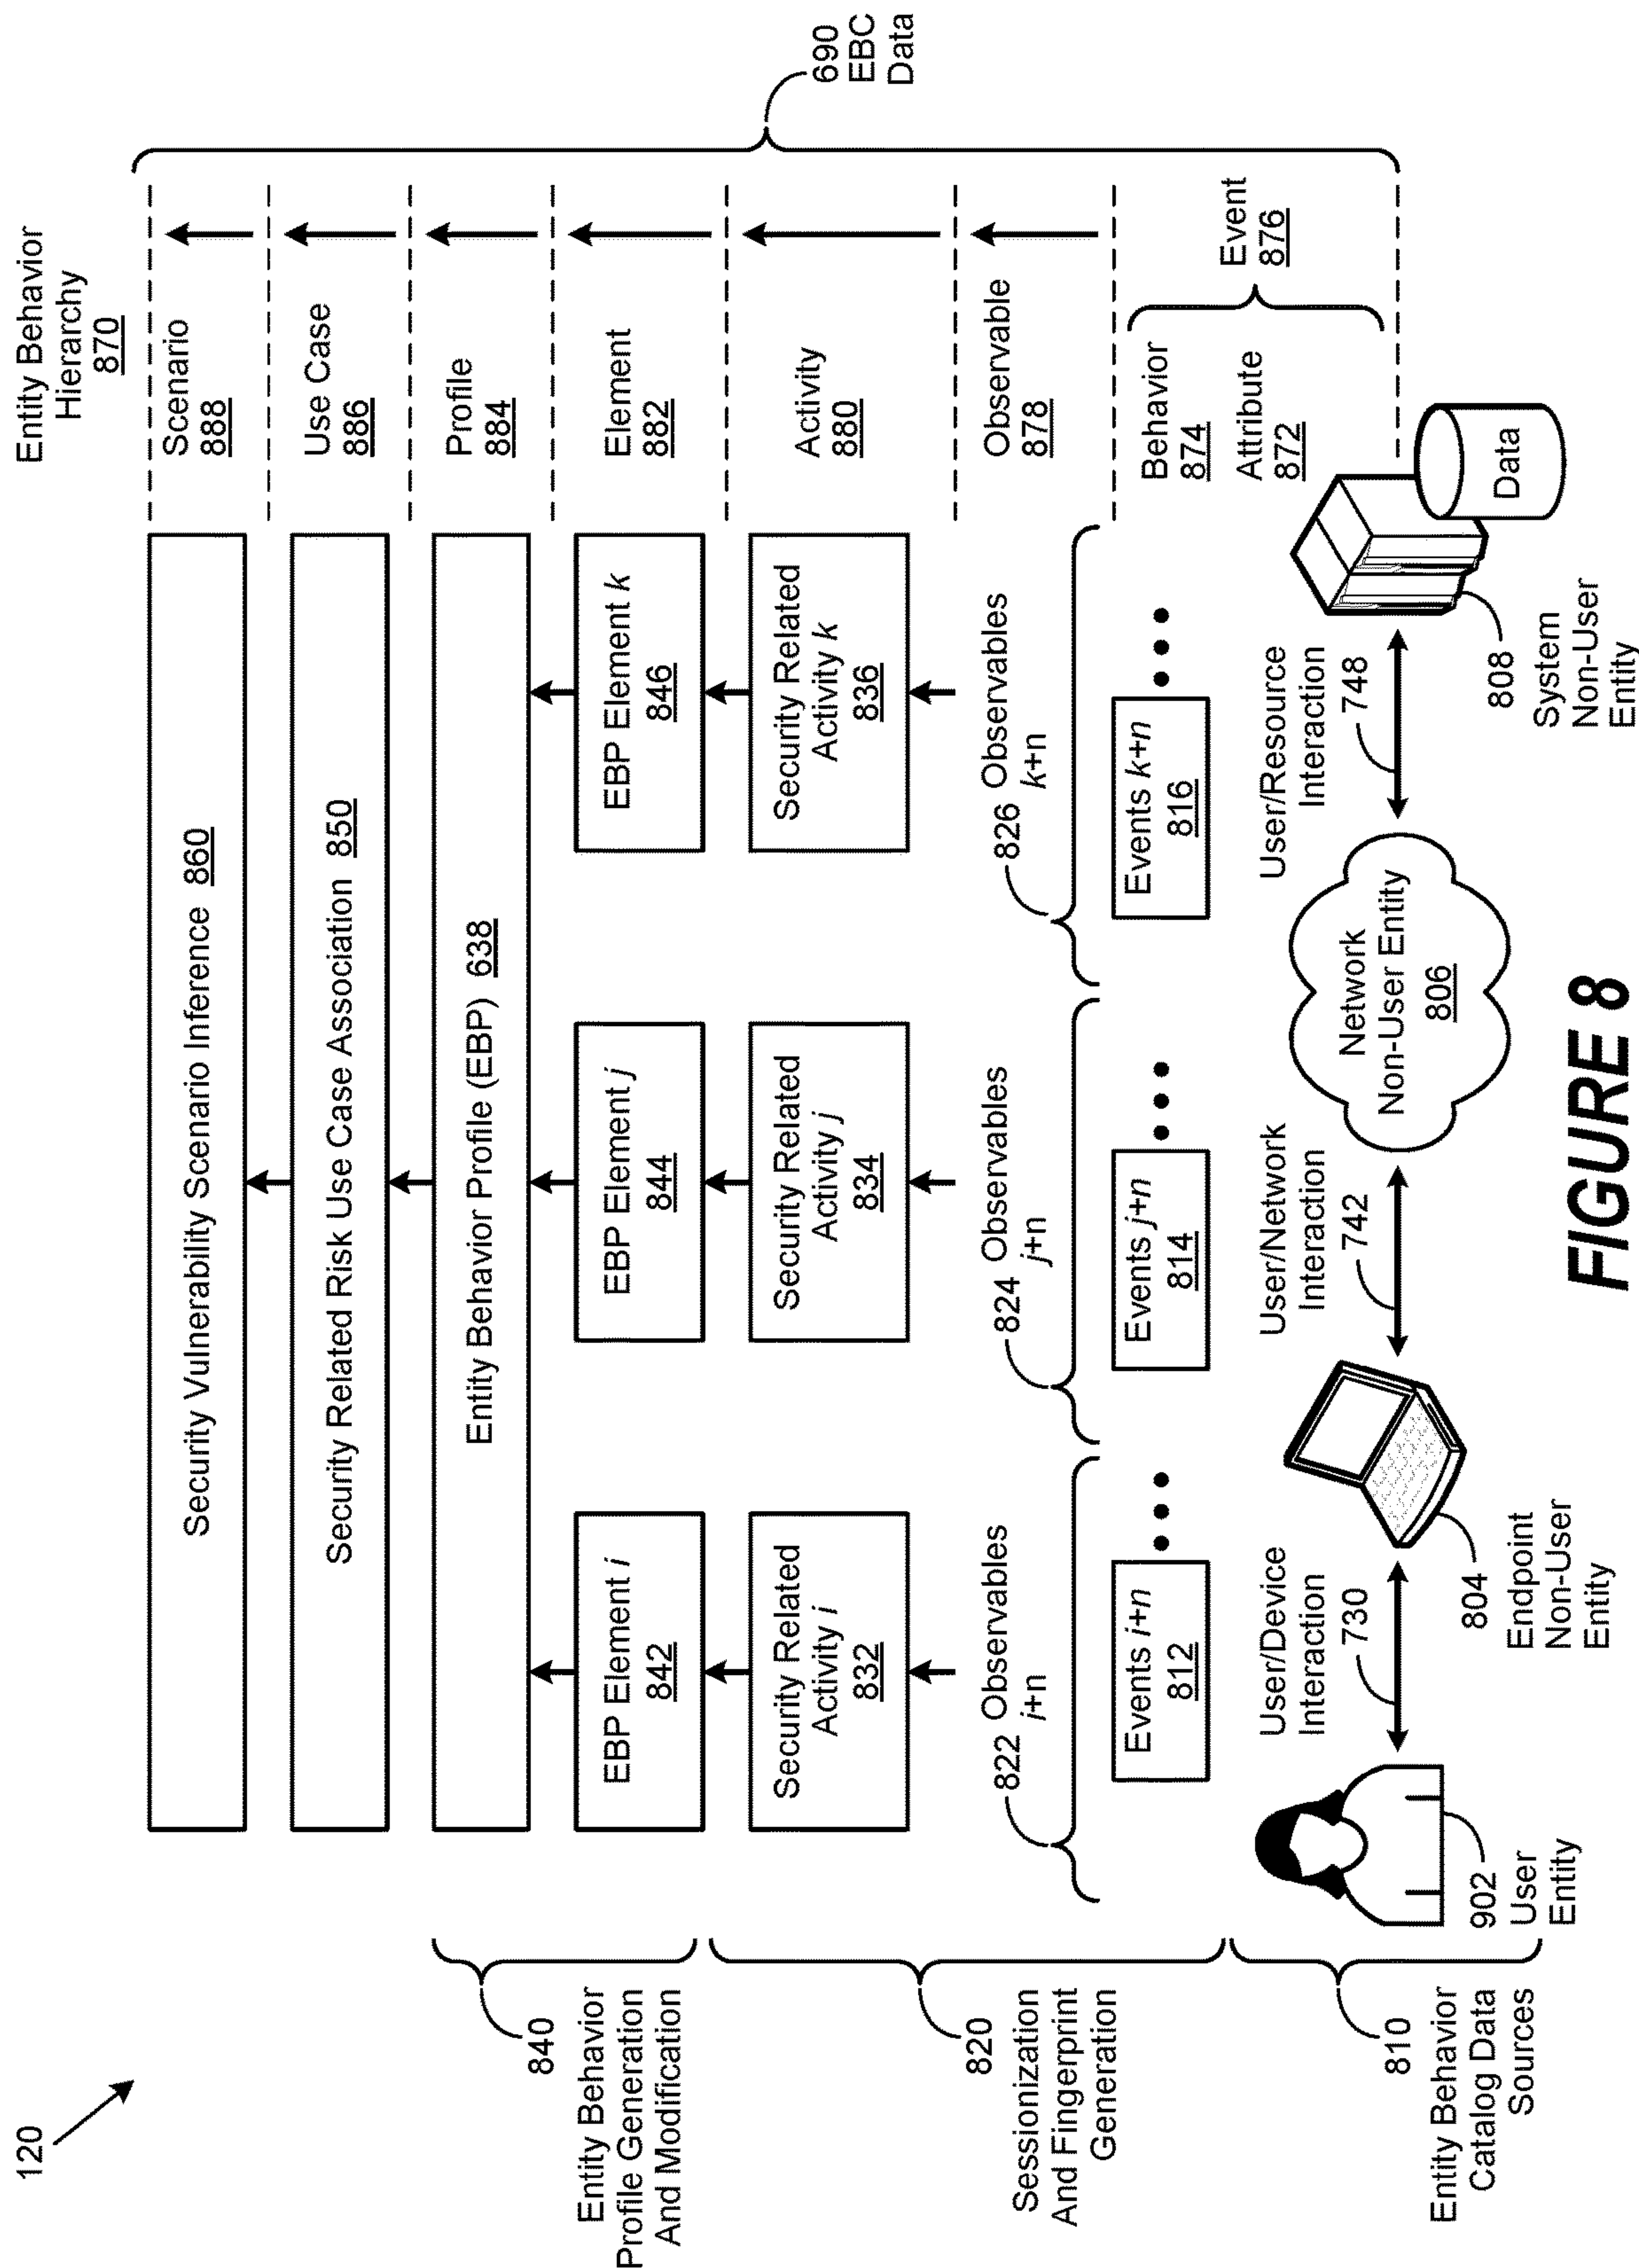 120
Entity Behavior
Hierarchy
870
Security Vulnerability Scenario Inference 860
Scenario
888
Security Related Risk Use Case Association 850
Use Case
886
690
EBC
Data
840
Entity Behavior
Profile Generation
And Modification
Entity Behavior Profile (EBP) 638
Profile
884
EBP Element i
842
EBP Element j
844
EBP Element k
846
Element
882
820
Sessionization
And Fingerprint
Generation
Security Related
Activity i
832
Security Related
Activity j
834
Security Related
Activity k
836
Activity
880
822
Observables
i+n
824
Observables
j+n
826
Observables
k+n
Observable
878
Events i+n
812
Events j+n
814
Events k+n
816
Behavior
874
Attribute
872
Event
876
810
Entity Behavior
Catalog Data
Sources
902
User
Entity
User/Device
Interaction
730
804
Endpoint
Non-User
Entity
User/Network
Interaction
742
Network
Non-User Entity
806
User/Resource
Interaction
748
808
System
Non-User
Entity
Data
FIGURE 8